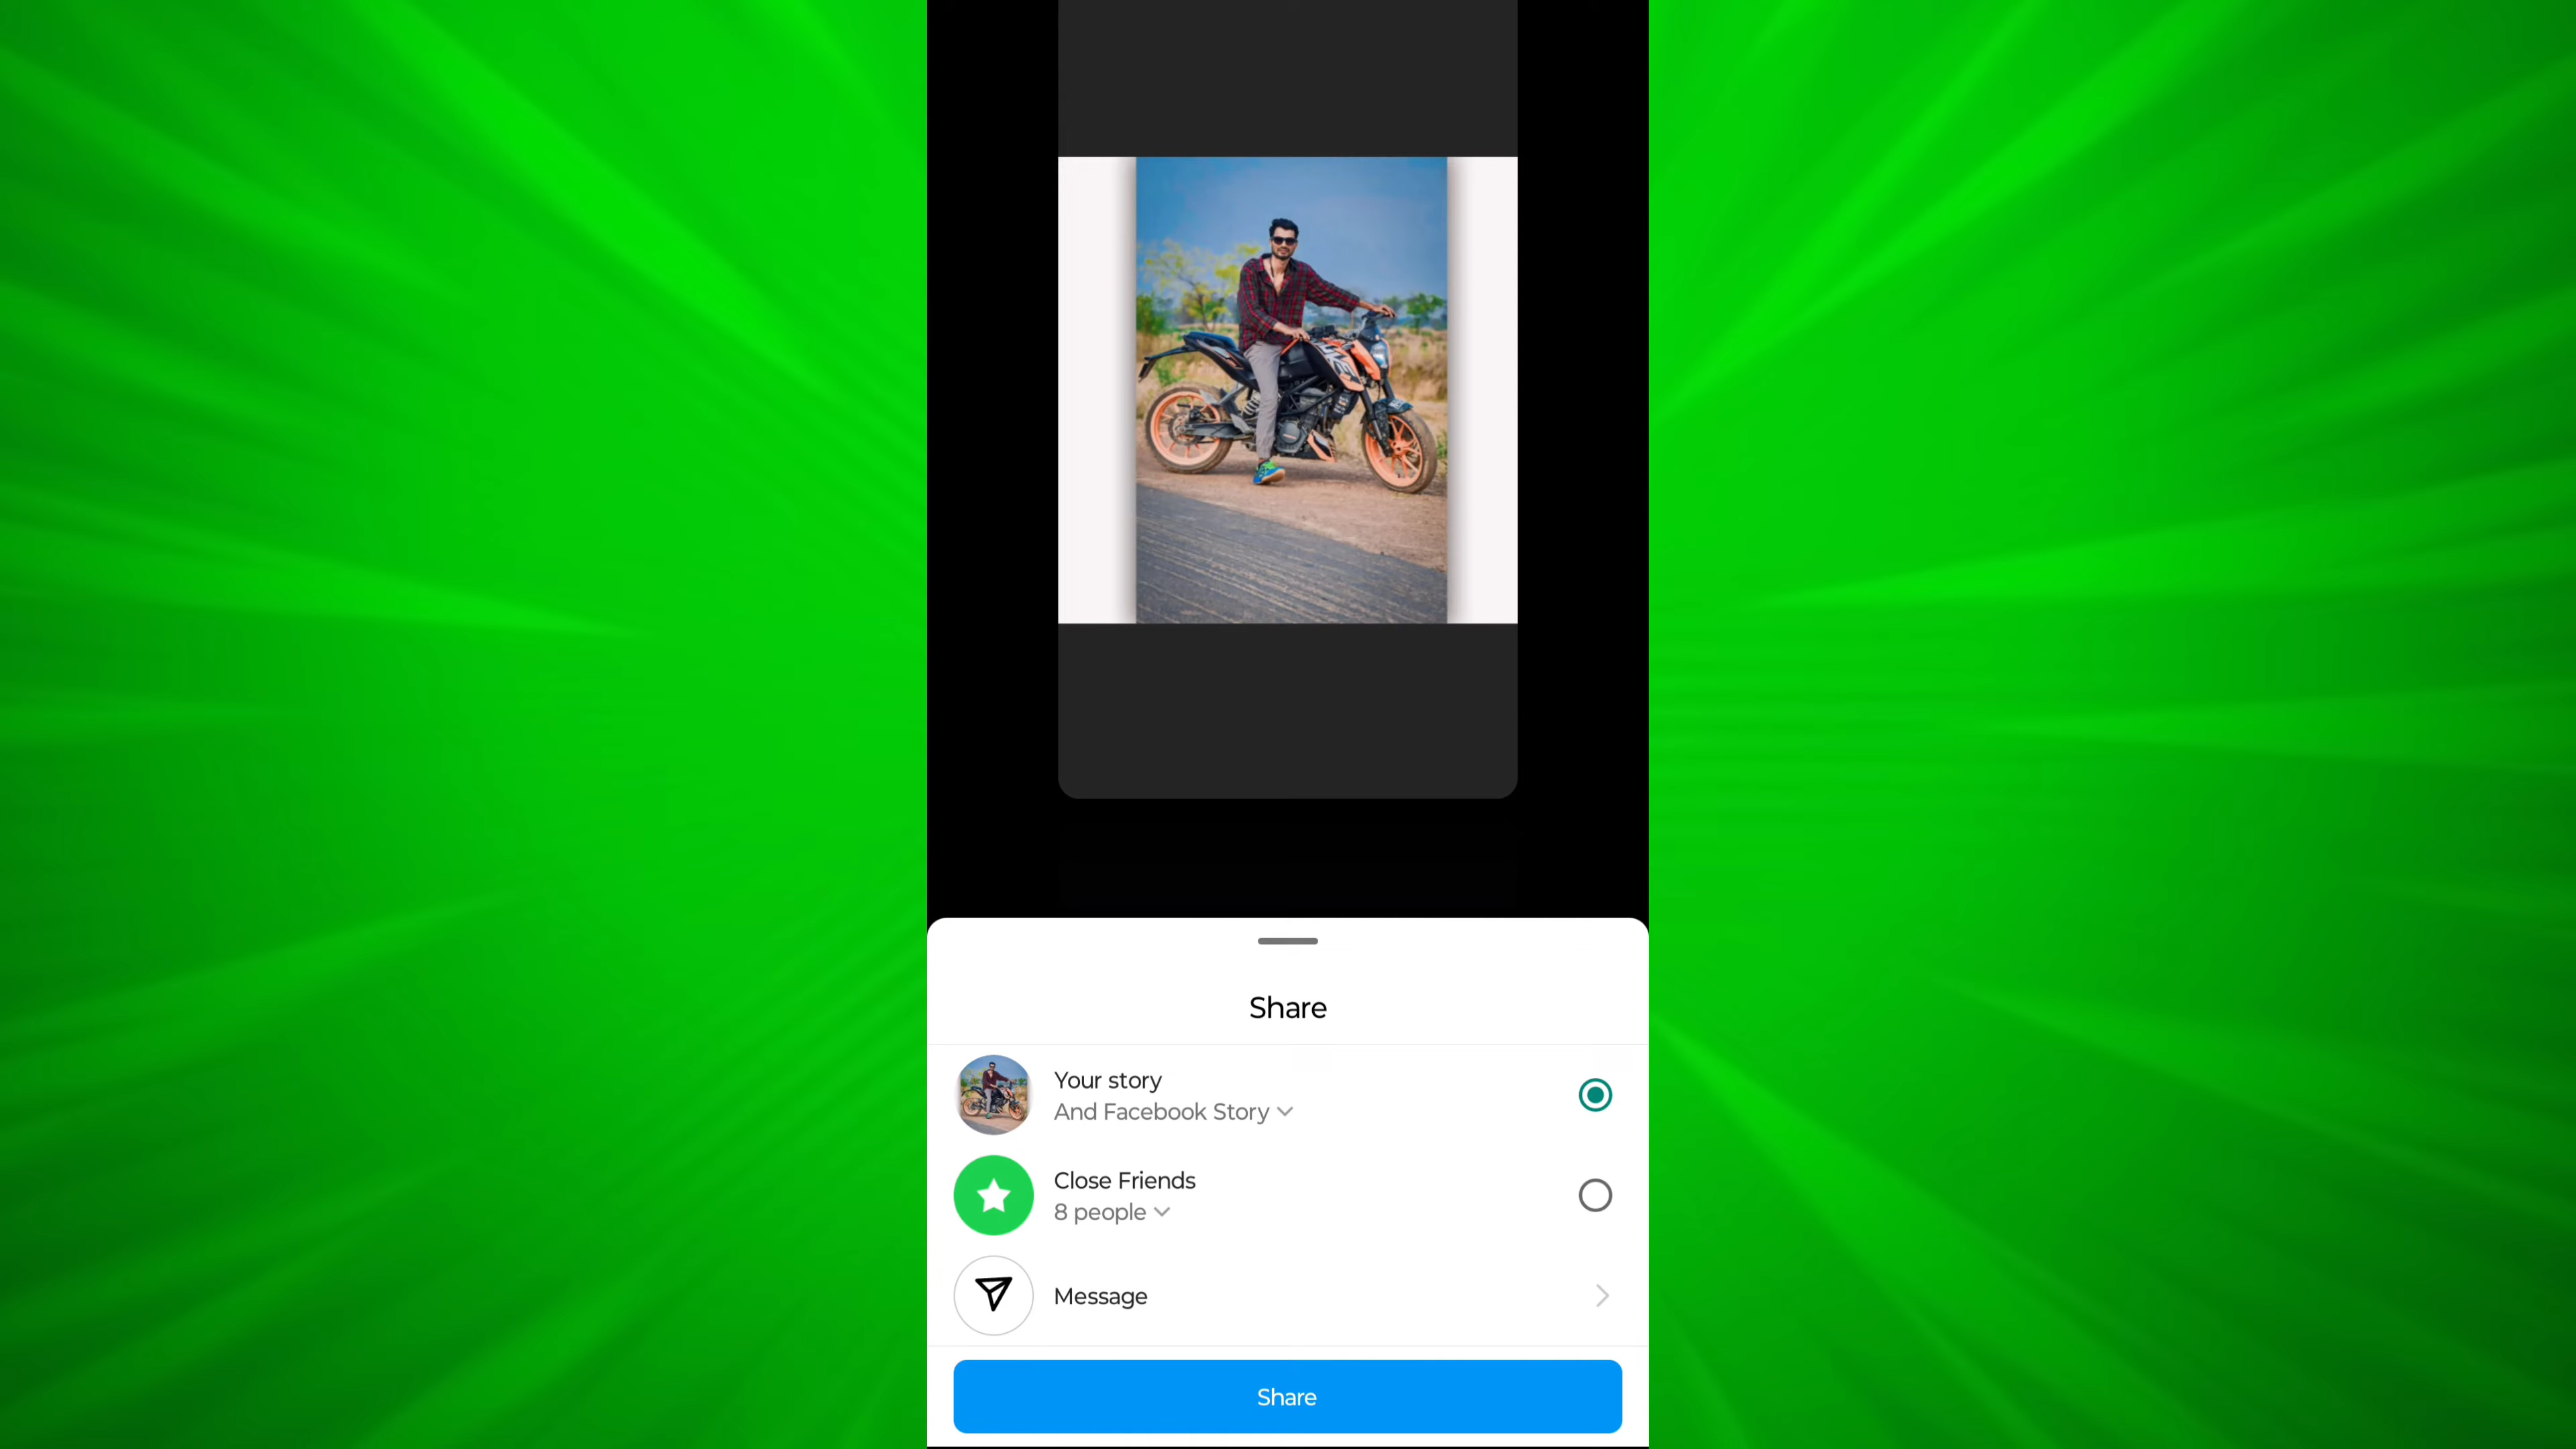 Share
Your story
And Facebook Story
Close Friends
8 people
Message
Share